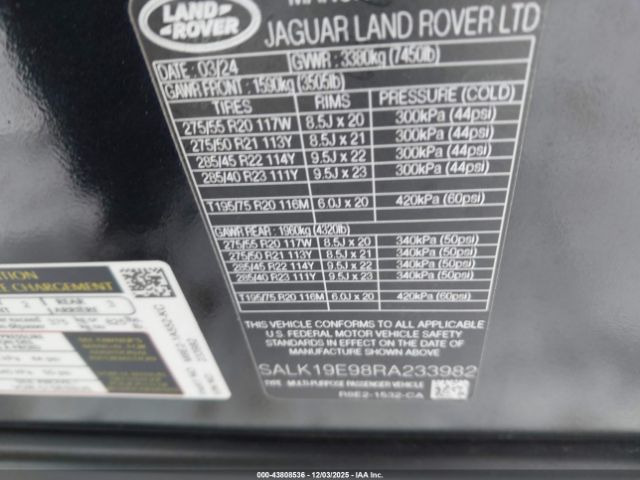 LAND
ROVER
JAGUAR LAND ROVER LTD
DATE: 03/24 GVWR: 3380kg (7450lb)
GAWR FRONT: 1590kg (3505lb)
TIRES RIMS PRESSURE (COLD)
275/55 R20 117W 8.5J x 20 300kPa (44psi)
275/50 R21 113Y 8.5J x 21 300kPa (44psi)
285/45 R22 114Y 9.5J x 22 300kPa (44psi)
285/40 R23 111Y 9.5J x 23 300kPa (44psi)
T195/75 R20 116M 6.0J x 20 420kPa (60psi)
GAWR REAR: 1960kg (4320lb)
275/55 R20 117W 8.5J x 20 340kPa (50psi)
275/50 R21 113Y 8.5J x 21 340kPa (50psi)
285/45 R22 114Y 9.5J x 22 340kPa (50psi)
285/40 R23 111Y 9.5J x 23 340kPa (50psi)
T195/75 R20 116M 6.0J x 20 420kPa (60psi)
THIS VEHICLE CONFORMS TO ALL APPLICABLE
U.S. FEDERAL MOTOR VEHICLE SAFETY
STANDARDS IN EFFECT ON THE DATE OF
MANUFACTURE SHOWN ABOVE.
SALK19E98RA233982
TYPE: MULTI-PURPOSE PASSENGER VEHICLE
R8E2-1532-CA
CHARGEMENT
2 REAR 3
000-43808536 - 12/03/2025 - IAAC. Inc.